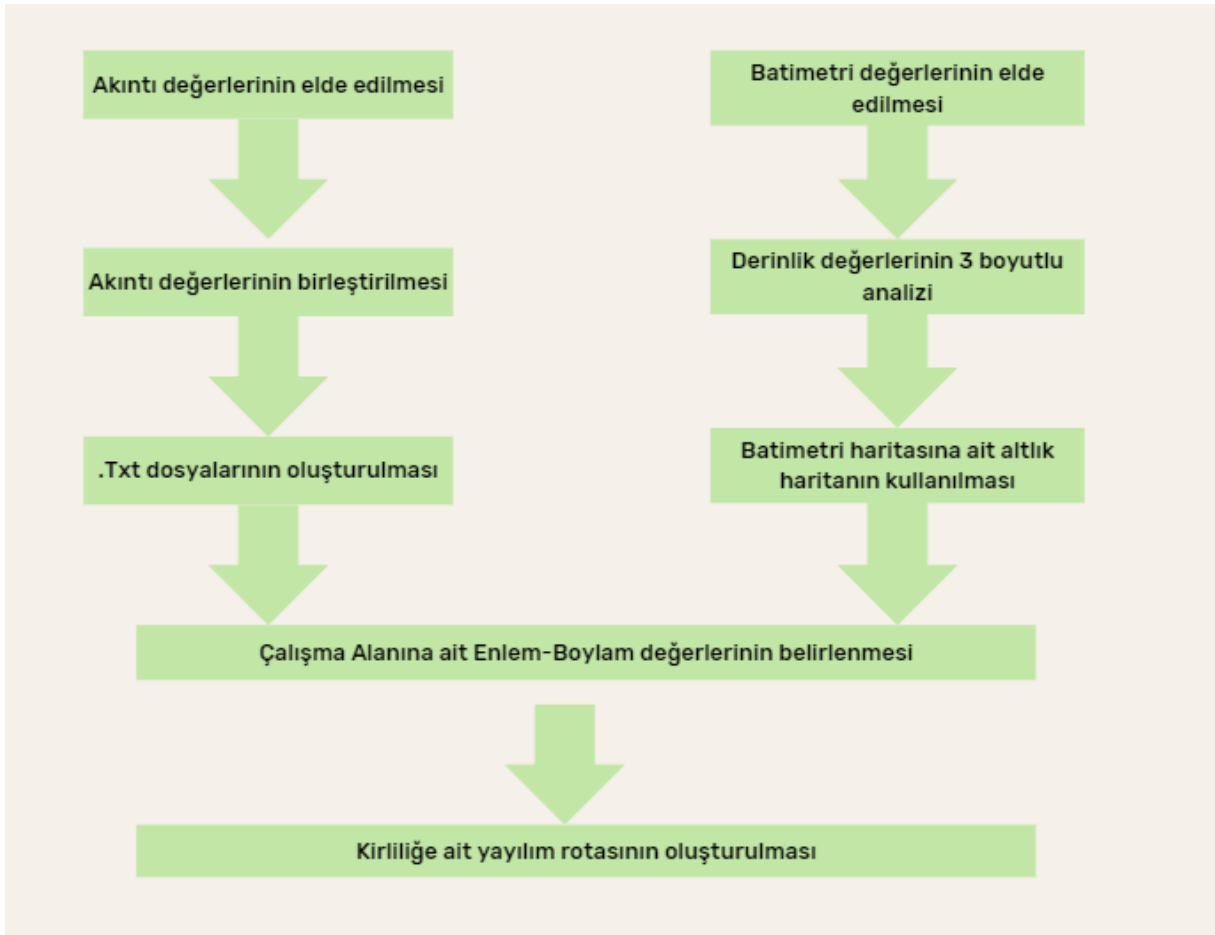 Akıntı değerlerinin elde edilmesi
Akıntı değerlerinin birleştirilmesi
.Txt dosyalarının oluşturulması
Batimetri değerlerinin elde
edilmesi
Derinlik değerlerinin 3 boyutlu
analizi
Batimetri haritasına ait altlık
haritanın kullanılması
Çalışma Alanına ait Enlem-Boylam değerlerinin belirlenmesi
Kirliliğe ait yayılım rotasının oluşturulması